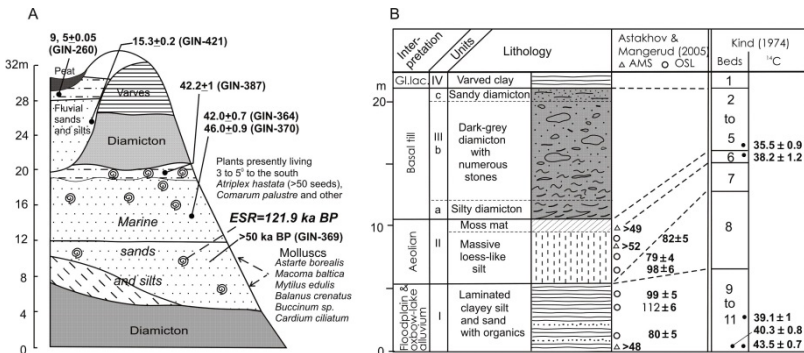 A
9, 5±0.05
(GIN-260)
15.3±0.2 (GIN-421)
32m
28
24
20
16
12
8
4
0
Peat
Varves
Fluvial
sands
and silts
Diamicton
42.2±1 (GIN-387)
42.0±0.7 (GIN-364)
46.0±0.9 (GIN-370)
Plants presently living
3 to 5° to the south
Atriplex hastata (>50 seeds),
Comarum palustre and other
Marine
sands
and silts
ESR=121.9 ka BP
>50 ka BP (GIN-369)
Molluscs
Astarte borealis
Macoma baltica
Mytilus edulis
Balanus crenatus
Buccinum sp.
Cardium ciliatum
Diamicton
B
Inter-
pretation
Units
Lithology
Astakhov &
Mangerud (2005)
△ AMS ○ OSL
Kind (1974)
Beds
14C
m
20
10
0
Gl.lac.
IV
Varved clay
1
Basal till
III
b
c
Sandy diamicton
Dark-grey
diamicton
with
numerous
stones
a
Silty diamicton
2
to
5
35.5 ± 0.9
6
38.2 ± 1.2
7
Aeolian
II
Moss mat
Massive
loess-like
silt
>49
82±5
>52
79±4
98±6
8
Floodplain &
oxbow-lake
alluvium
I
Laminated
clayey silt
and sand
with organics
99±5
112±6
80±5
>48
9
to
11
39.1 ± 1
40.3 ± 0.8
43.5 ± 0.7